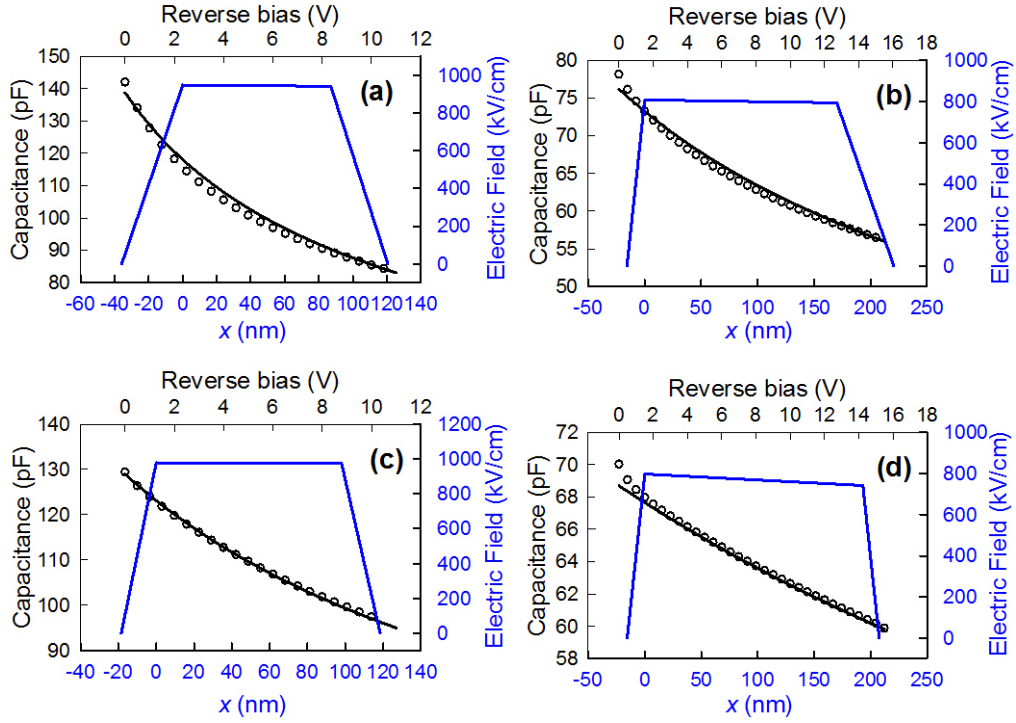 Reverse bias (V)
0 2 4 6 8 10 12
150
140
130
120
110
100
90
80
Capacitance (pF)
(a)
1000
800
600
400
200
0
Electric Field (kV/cm)
-60 -40 -20 0 20 40 60 80 100 120 140
x (nm)
Reverse bias (V)
0 2 4 6 8 10 12 14 16 18
80
75
70
65
60
55
50
Capacitance (pF)
(b)
1000
800
600
400
200
0
Electric Field (kV/cm)
-50 0 50 100 150 200 250
x (nm)
Reverse bias (V)
0 2 4 6 8 10 12
140
130
120
110
100
90
Capacitance (pF)
(c)
1200
1000
800
600
400
200
0
Electric Field (kV/cm)
-40 -20 0 20 40 60 80 100 120 140
x (nm)
Reverse bias (V)
0 2 4 6 8 10 12 14 16 18
72
70
68
66
64
62
60
58
Capacitance (pF)
(d)
1000
800
600
400
200
0
Electric Field (kV/cm)
-50 0 50 100 150 200 250
x (nm)